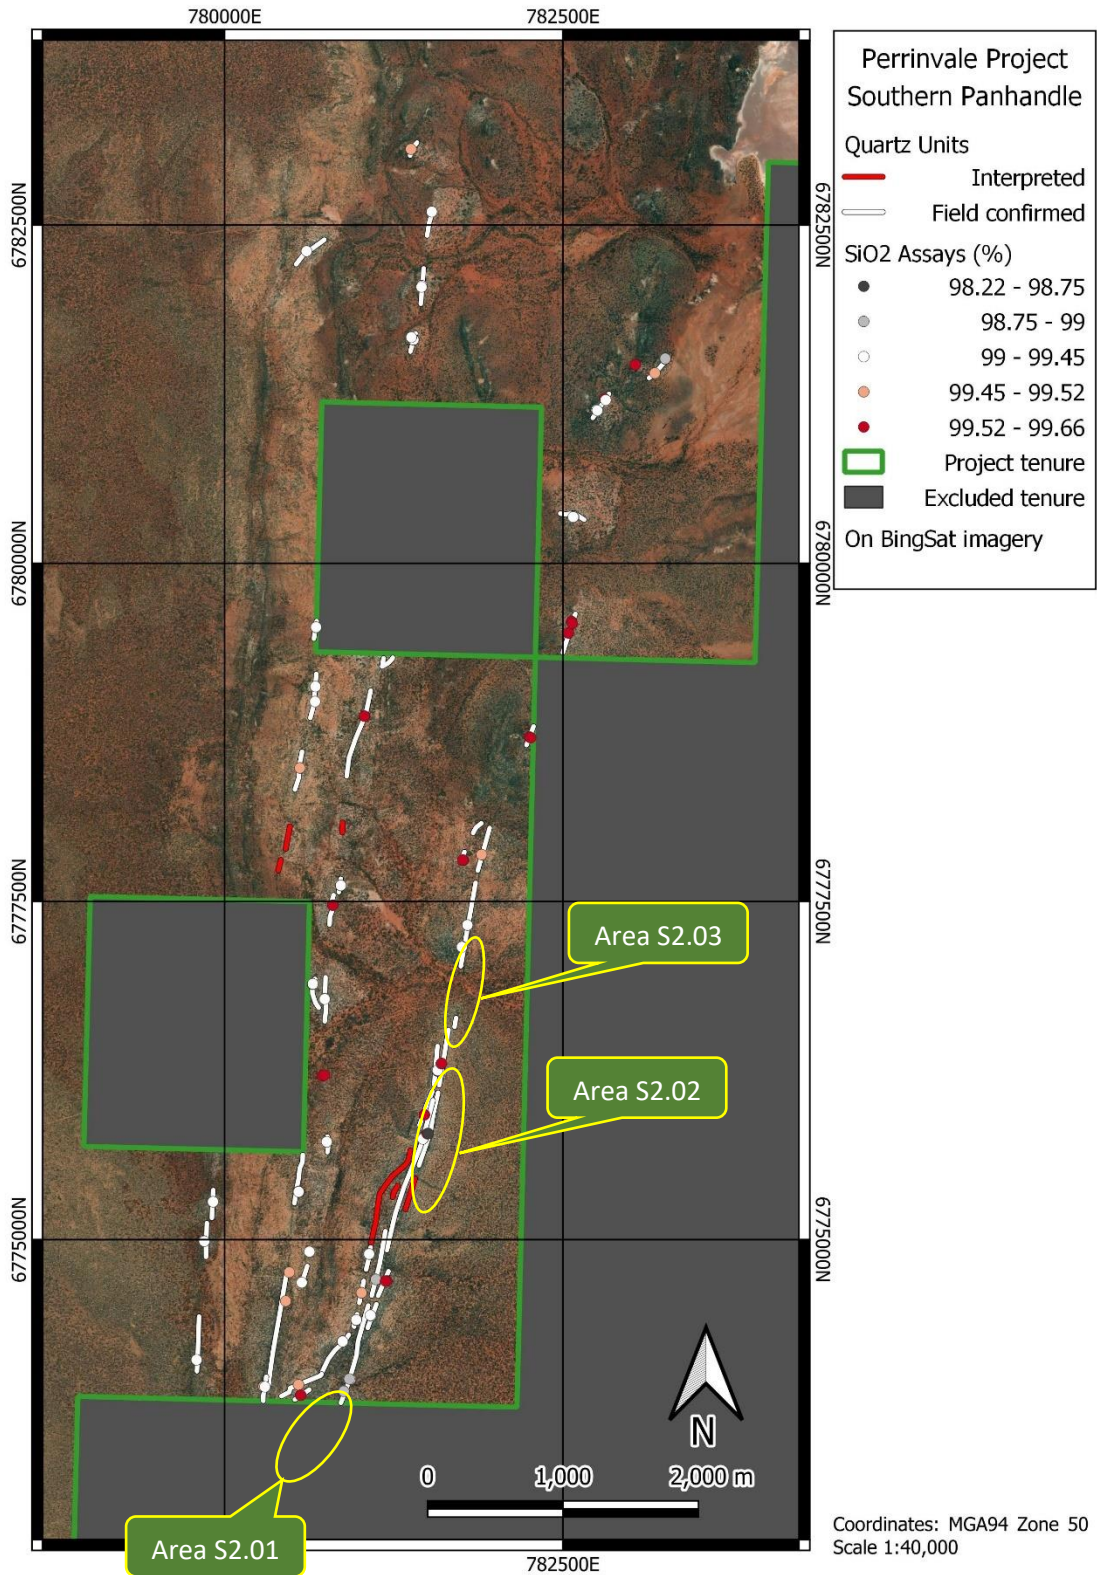 780000E
782500E
Perrinvale Project
Southern Panhandle
Quartz Units
Interpreted
Field confirmed
SiO2 Assays (%)
98.22 - 98.75
98.75 - 99
99 - 99.45
99.45 - 99.52
99.52 - 99.66
Project tenure
Excluded tenure
On BingSat imagery
6782500N
6782500N
6780000N
6780000N
6777500N
6777500N
Area S2.03
Area S2.02
6775000N
6775000N
N
0
1,000
2,000 m
Area S2.01
782500E
Coordinates: MGA94 Zone 50
Scale 1:40,000